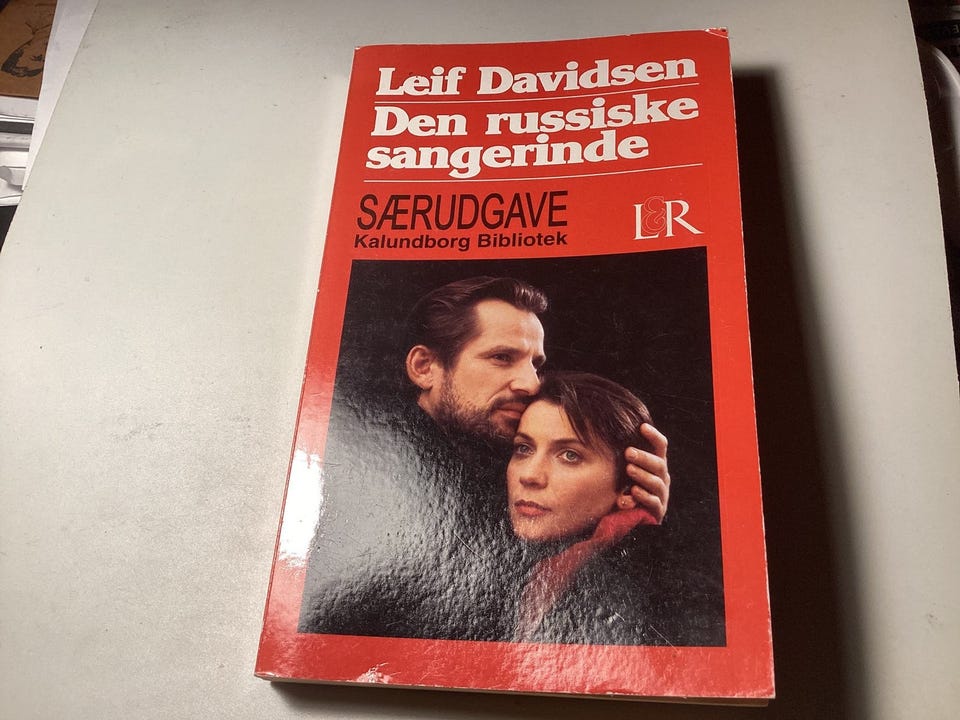 Leif Davidsen
Den russiske
sangerinde
SÆRUDGAVE
Kalundborg Bibliotek
L&R